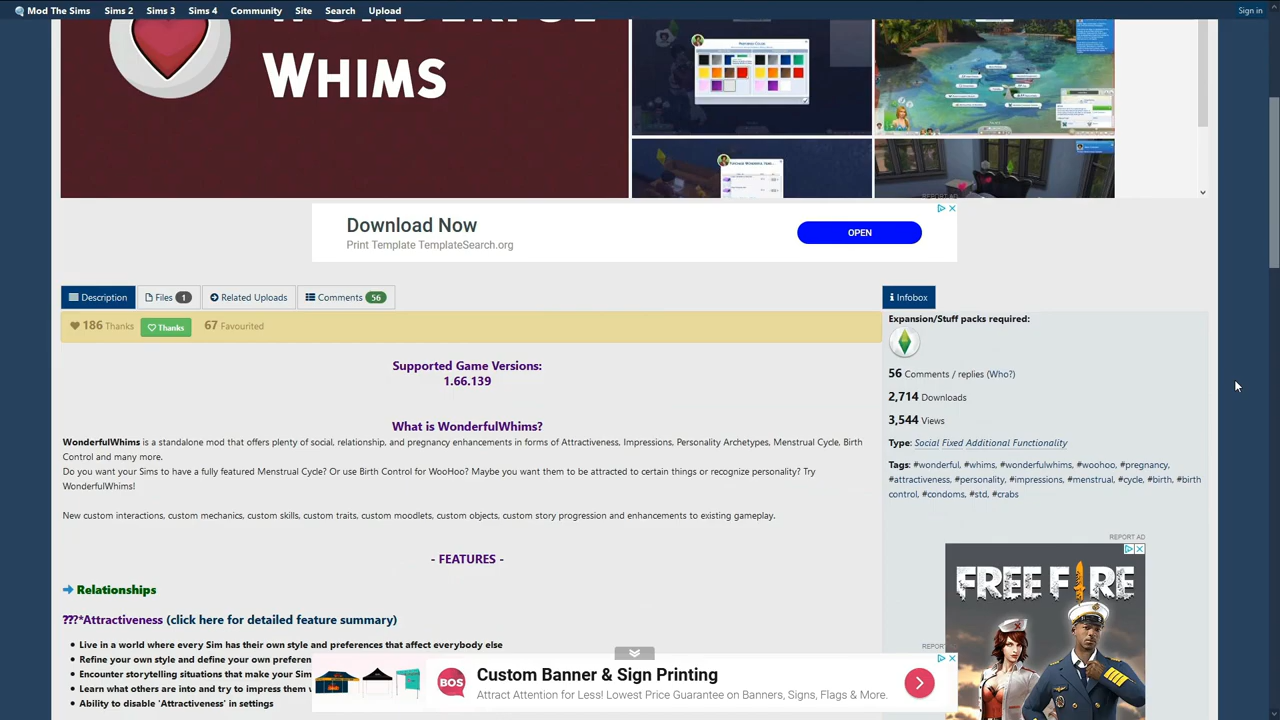 Mod The Sims Sims 2 Sims 3 Sims 4 Community Site Search Upload Sign in
WHIMS
REPORT AD
Download Now
Print Template TemplateSearch.org
OPEN
Description Files 1 Related Uploads Comments 56
Infobox
186 Thanks Thanks 67 Favourited
Expansion/Stuff packs required:
Supported Game Versions:
1.66.139
56 Comments / replies (Who?)
2,714 Downloads
3,544 Views
What is WonderfulWhims?
WonderfulWhims is a standalone mod that offers plenty of social, relationship, and pregnancy enhancements in forms of Attractiveness, Impressions, Personality Archetypes, Menstrual Cycle, Birth
Control and many more.
Do you want your Sims to have a fully featured Menstrual Cycle? Or use Birth Control for WooHoo? Maybe you want them to be attracted to certain things or recognize personality? Try
WonderfulWhims!
New custom interactions, custom mechanics, custom skills, custom traits, custom moodlets, custom objects, custom story progression and enhancements to existing gameplay.
Type: Social Fixed Additional Functionality
Tags: #wonderful, #whims, #wonderfulwhims, #woohoo, #pregnancy,
#attractiveness, #personality, #impressions, #menstrual, #cycle, #birth, #birth
control, #condoms, #std, #crabs
- FEATURES -
Relationships
???*Attractiveness (click here for detailed feature summary)
Live in a world where every Sim has their own style and preferences that affect everybody else
Refine your own style and define your own preferen
Encounter storytelling situations that make your Sim
Learn what others are into and try to impress them
Ability to disable 'Attractiveness' in settings
REPORT AD
FREE FIRE
REPORT
BOS
Custom Banner & Sign Printing
Attract Attention for Less! Lowest Price Guarantee on Banners, Signs, Flags & More.